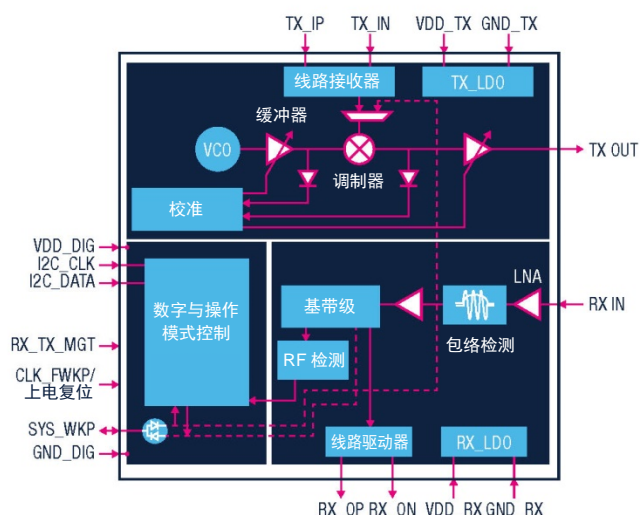 TX_IP TX_IN VDD_TX GND_TX
线路接收器
TX_LDO
缓冲器
VCO
TX OUT
调制器
校准
VDD_DIG
I2C_CLK
I2C_DATA
数字与操作
模式控制
RX_TX_MGT
CLK_FWKP/
上电复位
SYS_WKP
GND_DIG
LNA
基带级
RX IN
包络检测
RF 检测
线路驱动器
RX_LDO
RX_OP RX_ON VDD_RX GND_RX